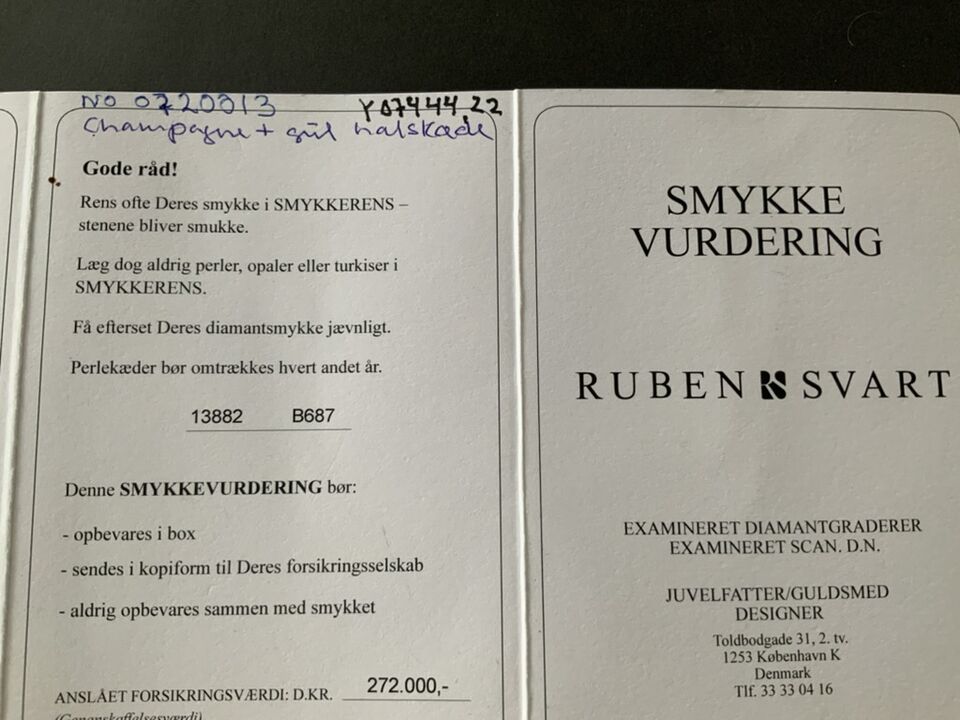 No 0720013 Y07444.22
Champagne + gul halskæde
Gode råd!
Rens ofte Deres smykke i SMYKKERENS –
stenene bliver smukke.
Læg dog aldrig perler, opaler eller turkiser i
SMYKKERENS.
Få efterset Deres diamantsmykke jævnligt.
Perlekæder bør omtrækkes hvert andet år.
13882 B687
Denne SMYKKEVURDERING bør:
- opbevares i box
- sendes i kopiform til Deres forsikringsselskab
- aldrig opbevares sammen med smykket
ANSLÅET FORSIKRINGSVÆRDI: D.KR. 272.000,-
(Genanskaffelsesværdi)
SMYKKE
VURDERING
RUBEN SVART
EXAMINERET DIAMANTGRADERER
EXAMINERET SCAN. D.N.
JUVELFATTER/GULDSMED
DESIGNER
Toldbodgade 31, 2. tv.
1253 København K
Denmark
Tlf. 33 33 04 16